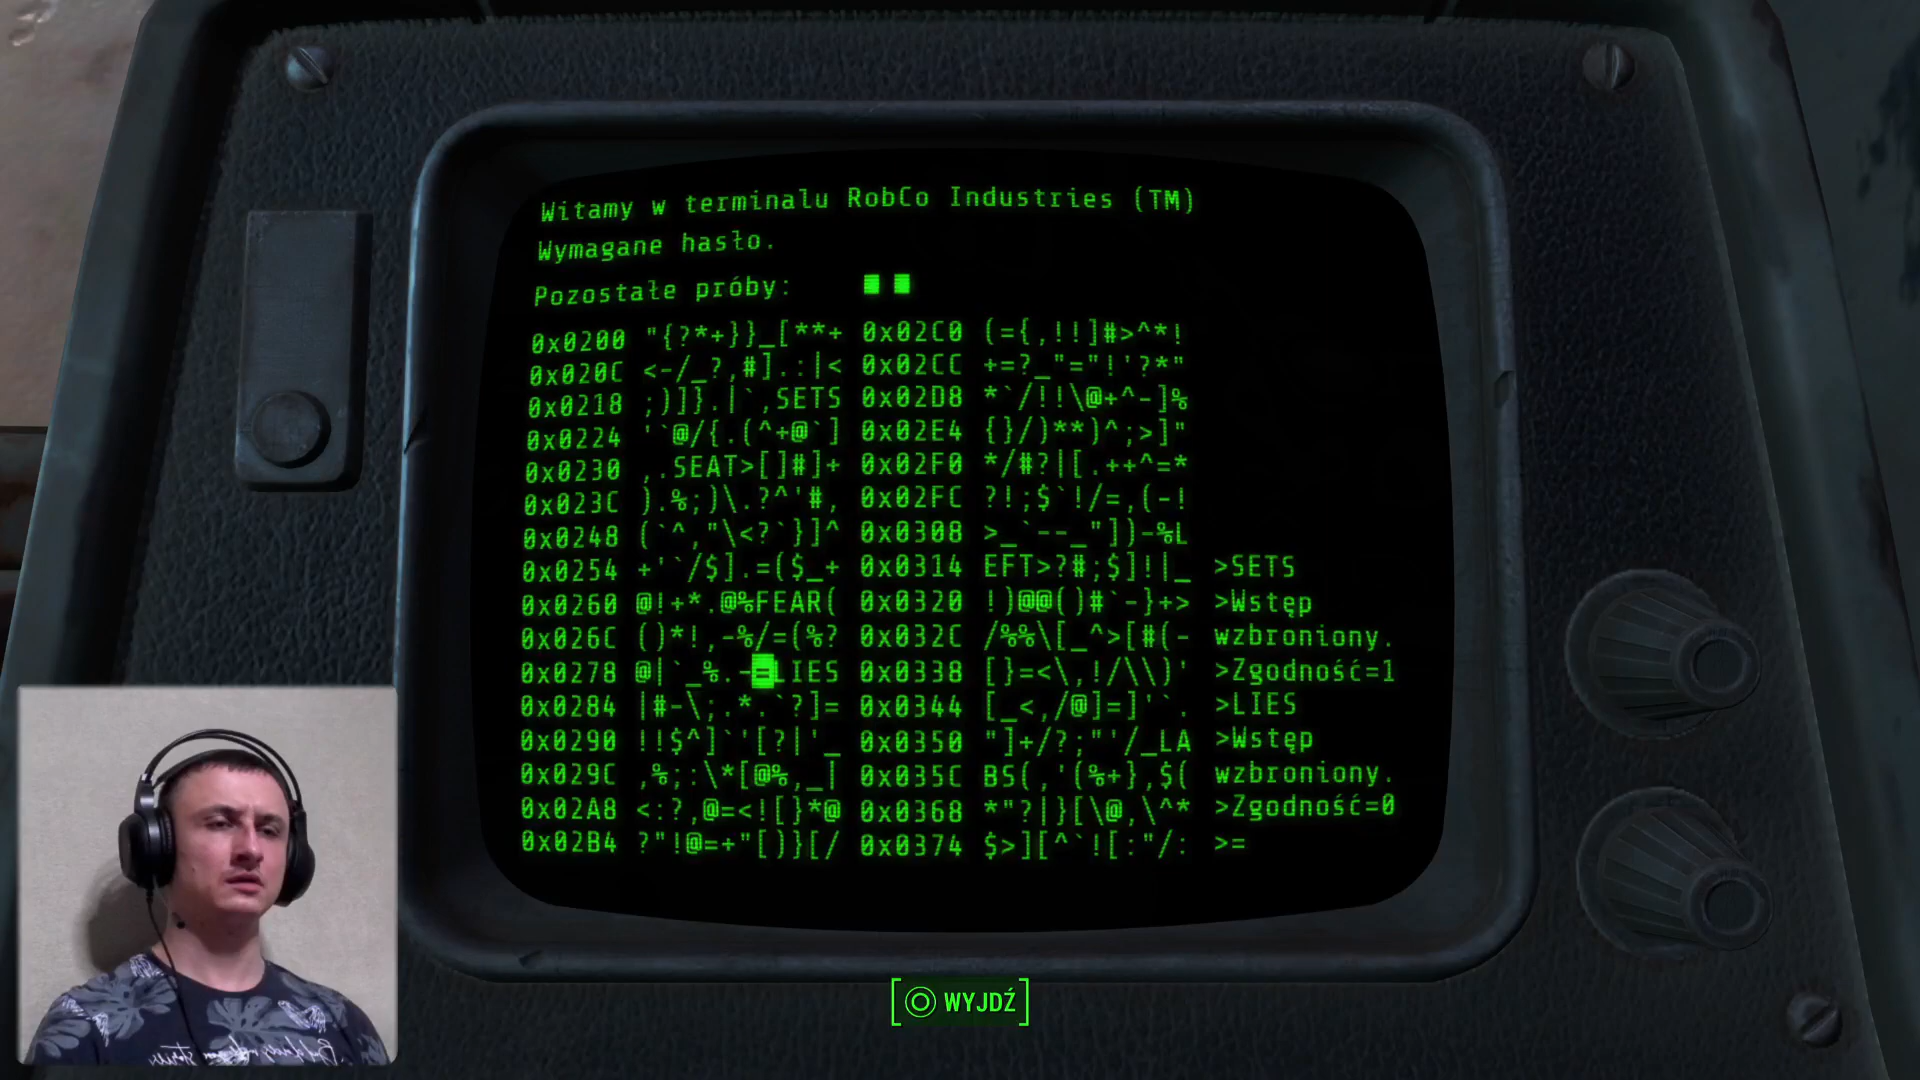 Witamy w terminalu RobCo Industries (TM)
Wymagane hasło.
Pozostałe próby:
0x0200 "{?*+}}_[**+ 0x02C0 (={,!!]#>^*!
0x020C <-/_?,#].:|< 0x02CC +=?_"="!'?*"
0x0218 ;)]}.|`,SETS 0x02D8 *`/!!\@+^-]%
0x0224 '`@/{.(^+@`] 0x02E4 {}/)**)^;>]"
0x0230 ,.SEAT>[]#]+ 0x02F0 */#?|[.++^=*
0x023C ).%;)\.?^'#, 0x02FC ?!;$`!/=,(-!
0x0248 (`^,"\<?`}]^ 0x0308 >_`--_"])-%L
0x0254 +'`/$].=($_+ 0x0314 EFT>?#;$]!|_ >SETS
0x0260 @!+*.@%FEAR( 0x0320 !)@@()#`-}+> >Wstęp
0x026C ()*!,-%/=(%? 0x032C /%%\[_^>[#(- wzbroniony.
0x0278 @|`_%.-=LIES 0x0338 [}=<\,!/\\)' >Zgodność=1
0x0284 |#-\;.*.`?]= 0x0344 [_<,/@]=]'`. >LIES
0x0290 !!$^]`'[?|'_ 0x0350 "]+/?;"'/_LA >Wstęp
0x029C ,%;:\*[@%,_| 0x035C BS(,'(%+},$( wzbroniony.
0x02A8 <:?,@=<![}*@ 0x0368 *"?|}[\@,\^* >Zgodność=0
0x02B4 ?"!@=+"[)}[/ 0x0374 $>][^`![:"/: >=
[ WYJDŹ]